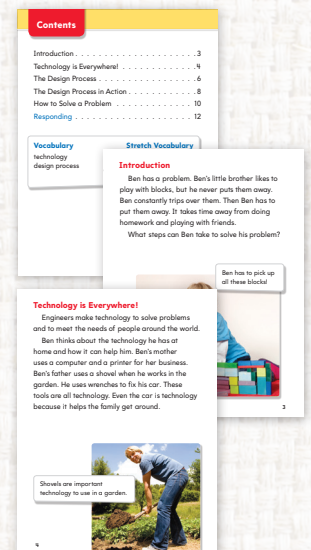 Contents
Introduction . . . . . . . . . . . . . . . . . . . 3
Technology is Everywhere! . . . . . . . . . . . 4
The Design Process . . . . . . . . . . . . . . . 6
The Design Process in Action . . . . . . . . . . 8
How to Solve a Problem . . . . . . . . . . . . 10
Responding . . . . . . . . . . . . . . . . . . 12
Vocabulary
technology
design process
Stretch Vocabulary
Introduction
Ben has a problem. Ben's little brother likes to
play with blocks, but he never puts them away.
Ben constantly trips over them. Then Ben has to
put them away. It takes time away from doing
homework and playing with friends.
What steps can Ben take to solve his problem?
Ben has to pick up
all these blocks!
3
Technology is Everywhere!
Engineers make technology to solve problems
and to meet the needs of people around the world.
Ben thinks about the technology he has at
home and how it can help him. Ben's mother
uses a computer and a printer for her business.
Ben's father uses a shovel when he works in the
garden. He uses wrenches to fix his car. These
tools are all technology. Even the car is technology
because it helps the family get around.
Shovels are important
technology to use in a garden.
4